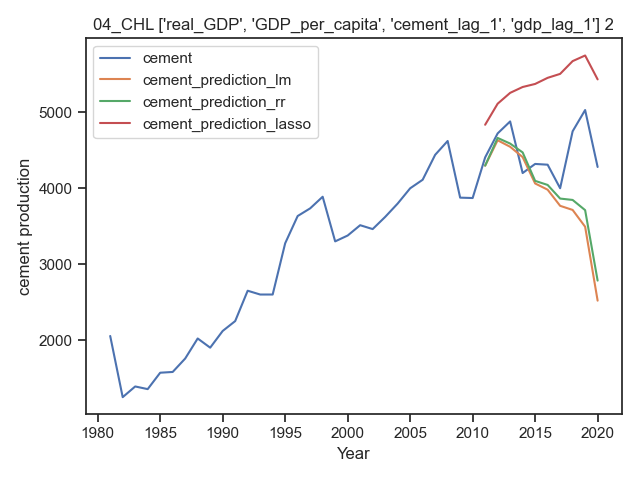 04_CHL ['real_GDP', 'GDP_per_capita', 'cement_lag_1', 'gdp_lag_1'] 2
cement
cement_prediction_lm
cement_prediction_rr
cement_prediction_lasso
5000
4000
3000
2000
cement production
1980 1985 1990 1995 2000 2005 2010 2015 2020
Year